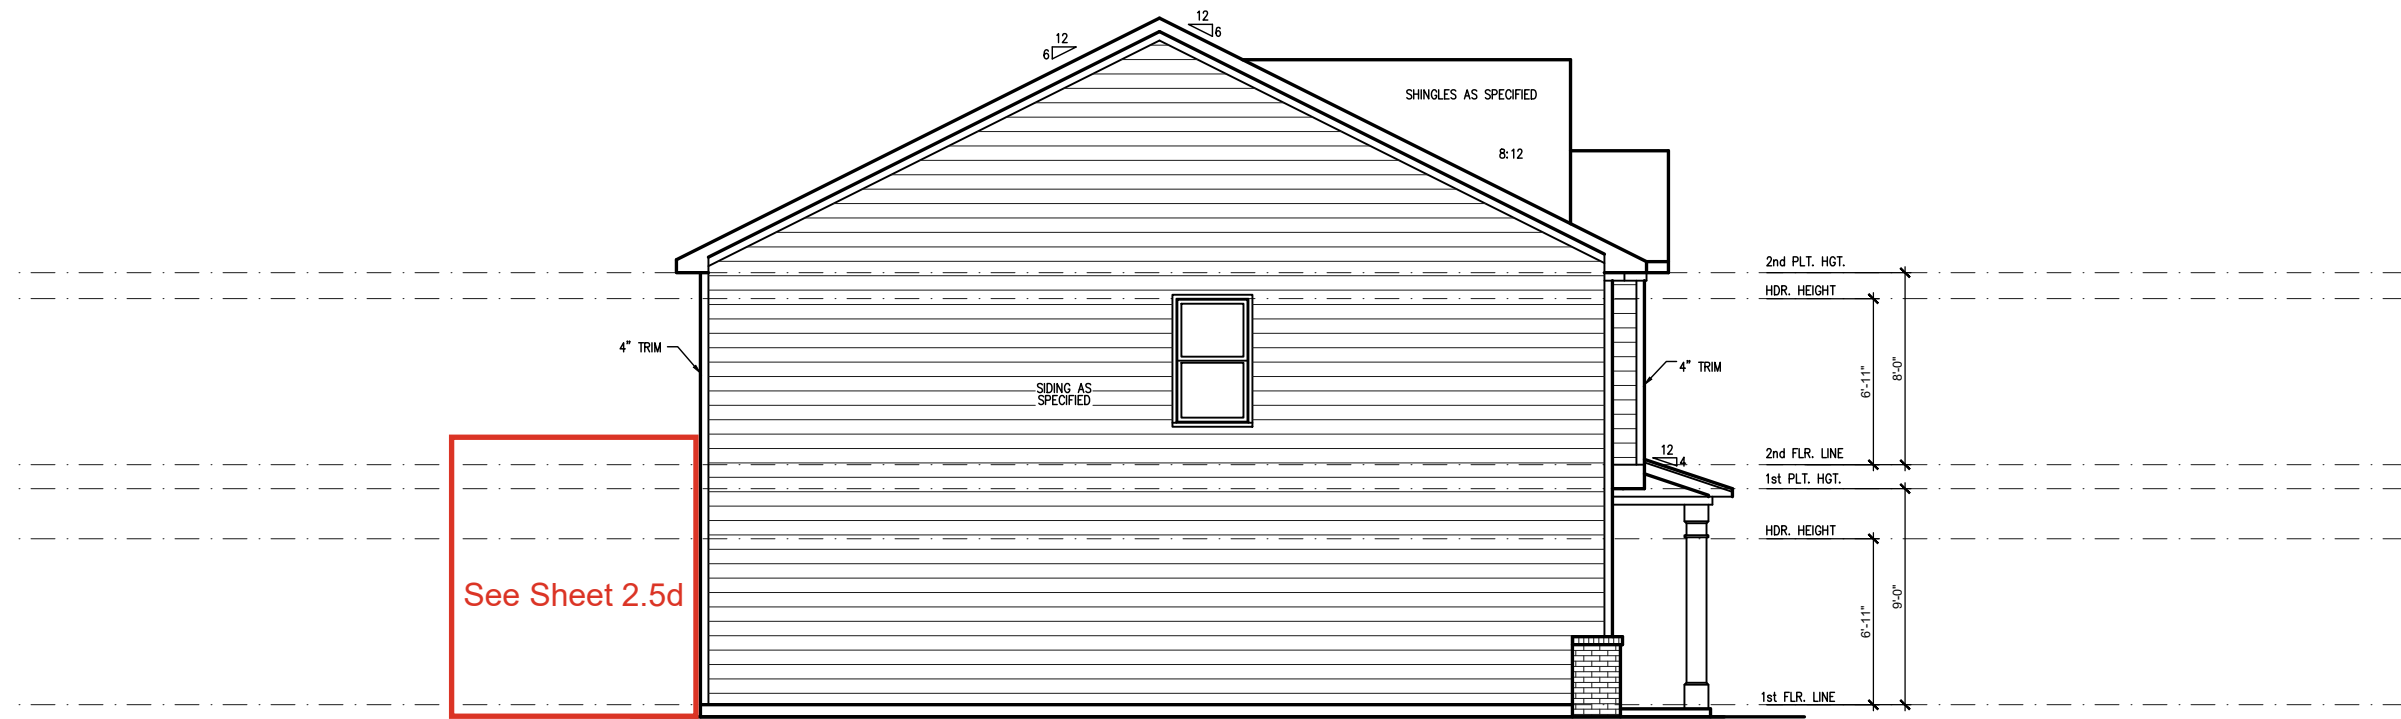 12
6
12
6
SHINGLES AS SPECIFIED
8:12
2nd PLT. HGT.
HDR. HEIGHT
4" TRIM
4" TRIM
6'-11"
8'-0"
SIDING AS
SPECIFIED
12
4
2nd FLR. LINE
1st PLT. HGT.
HDR. HEIGHT
See Sheet 2.5d
6'-11"
9'-0"
1st FLR. LINE